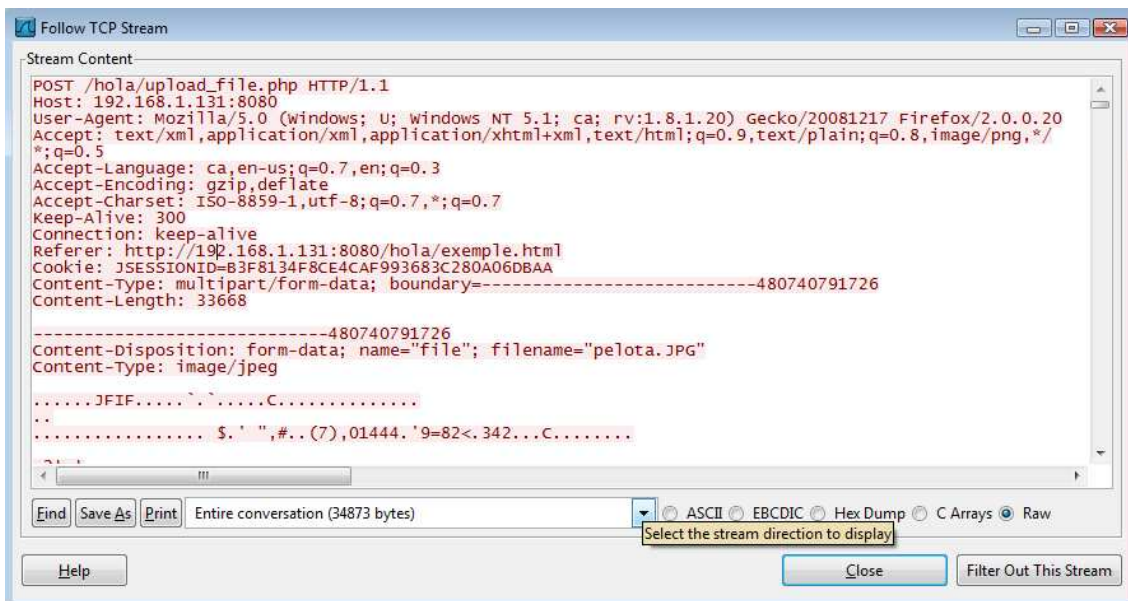 Follow TCP Stream
Stream Content
POST /hola/upload_file.php HTTP/1.1
Host: 192.168.1.131:8080
User-Agent: Mozilla/5.0 (Windows; U; Windows NT 5.1; ca; rv:1.8.1.20) Gecko/20081217 Firefox/2.0.0.20
Accept: text/xml,application/xml,application/xhtml+xml,text/html;q=0.9,text/plain;q=0.8,image/png,*/
*;q=0.5
Accept-Language: ca,en-us;q=0.7,en;q=0.3
Accept-Encoding: gzip,deflate
Accept-Charset: ISO-8859-1,utf-8;q=0.7,*;q=0.7
Keep-Alive: 300
Connection: keep-alive
Referer: http://192.168.1.131:8080/hola/exemple.html
Cookie: JSESSIONID=B3F8134F8CE4CAF993683C280A06DBAA
Content-Type: multipart/form-data; boundary=---------------------------480740791726
Content-Length: 33668
-----------------------------480740791726
Content-Disposition: form-data; name="file"; filename="pelota.JPG"
Content-Type: image/jpeg
......JFIF.....`.`.....C..............
..
................. $.' ",#..(7),01444.'9=82<.342...C........
Find Save As Print Entire conversation (34873 bytes) ASCII EBCDIC Hex Dump C Arrays Raw
Select the stream direction to display
Help Close Filter Out This Stream